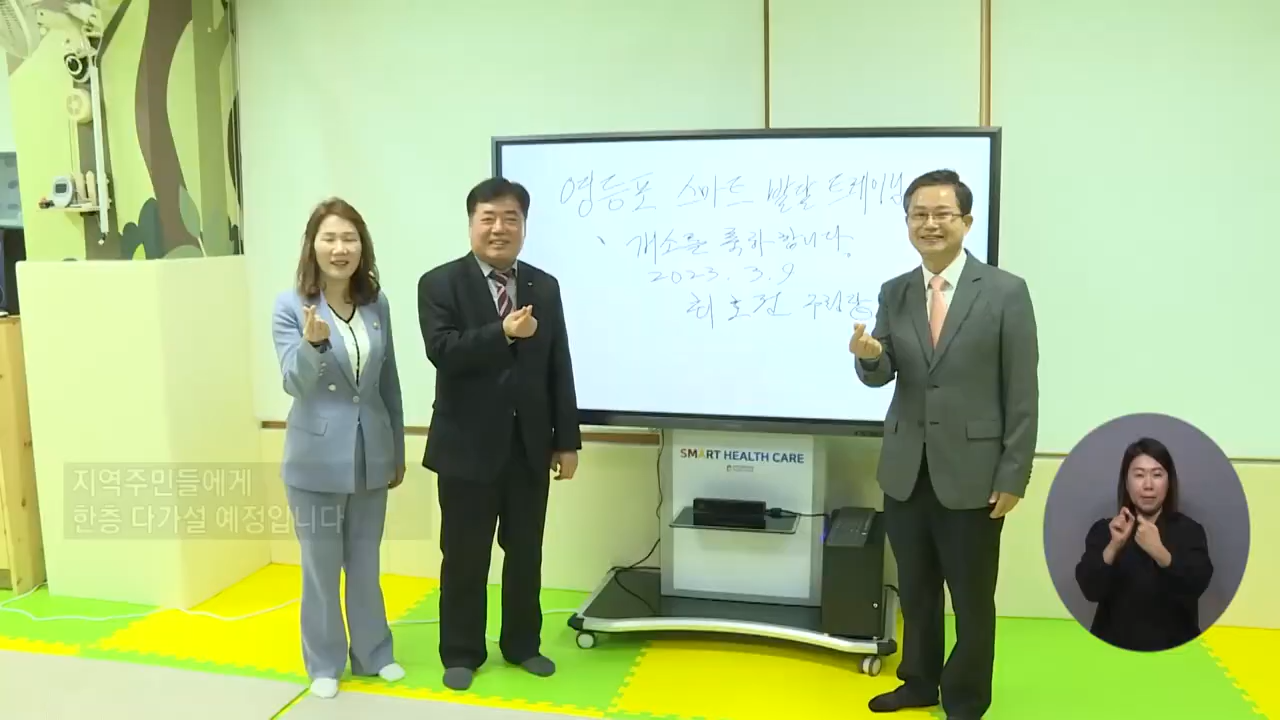 영등포 스마트 발달 트레이닝
개소를 축하합니다.
2023. 3. 9
최호권 구청장
SMART HEALTH CARE
지역주민들에게
한층 다가설 예정입니다